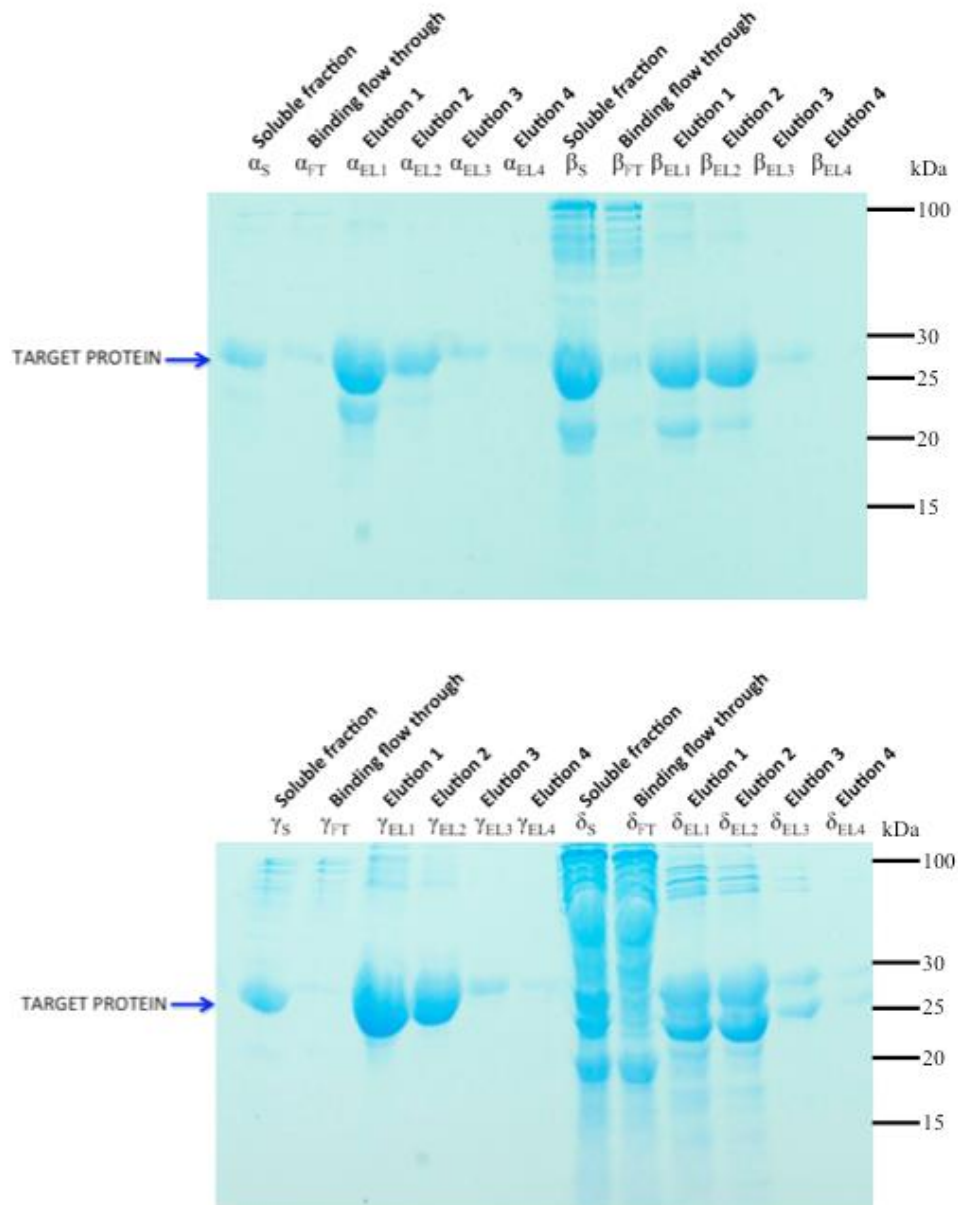 Soluble fraction
Binding flow through
Elution 1
Elution 2
Elution 3
Elution 4
Soluble fraction
Binding flow through
Elution 1
Elution 2
Elution 3
Elution 4
αS αFT αEL1 αEL2 αEL3 αEL4 βS βFT βEL1 βEL2 βEL3 βEL4 kDa
100
30
TARGET PROTEIN
25
20
15
Soluble fraction
Binding flow through
Elution 1
Elution 2
Elution 3
Elution 4
Soluble fraction
Binding flow through
Elution 1
Elution 2
Elution 3
Elution 4
γS γFT γEL1 γEL2 γEL3 γEL4 δS δFT δEL1 δEL2 δEL3 δEL4 kDa
100
30
TARGET PROTEIN
25
20
15